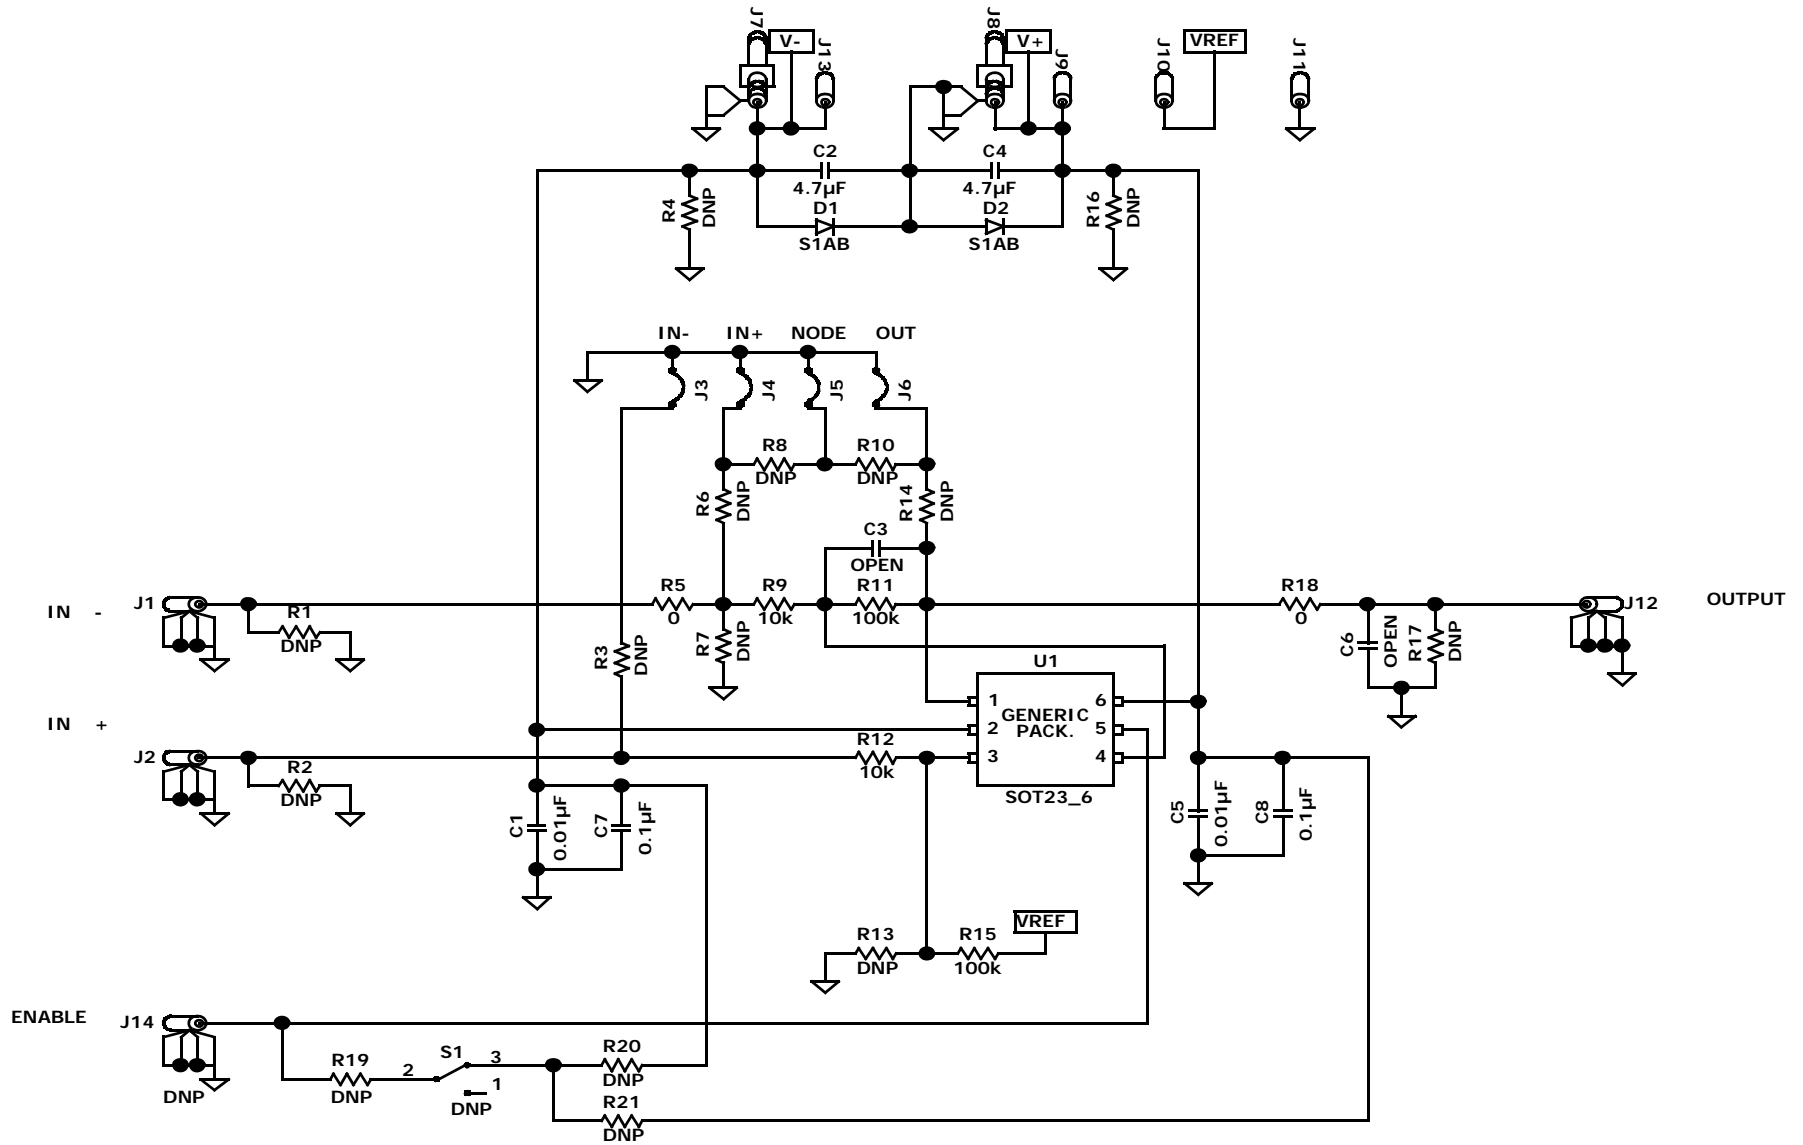 J7
V-
J13
J8
V+
J9
J10
VREF
J11
C2
4.7µF
D1
S1AB
C4
4.7µF
D2
S1AB
R4
DNP
R16
DNP
IN-
IN+
NODE
OUT
J3
J4
J5
J6
R8
DNP
R10
DNP
R6
DNP
R14
DNP
C3
OPEN
IN -
J1
R1
DNP
R5
0
R9
10k
R11
100k
R18
0
J12
OUTPUT
R3
DNP
R7
DNP
C6
OPEN
R17
DNP
U1
1
2
3
GENERIC
PACK.
6
5
4
SOT23_6
IN +
J2
R2
DNP
R12
10k
C1
0.01µF
C7
0.1µF
C5
0.01µF
C8
0.1µF
VREF
R13
DNP
R15
100k
ENABLE
J14
DNP
R19
DNP
2
S1
3
1
DNP
R20
DNP
R21
DNP